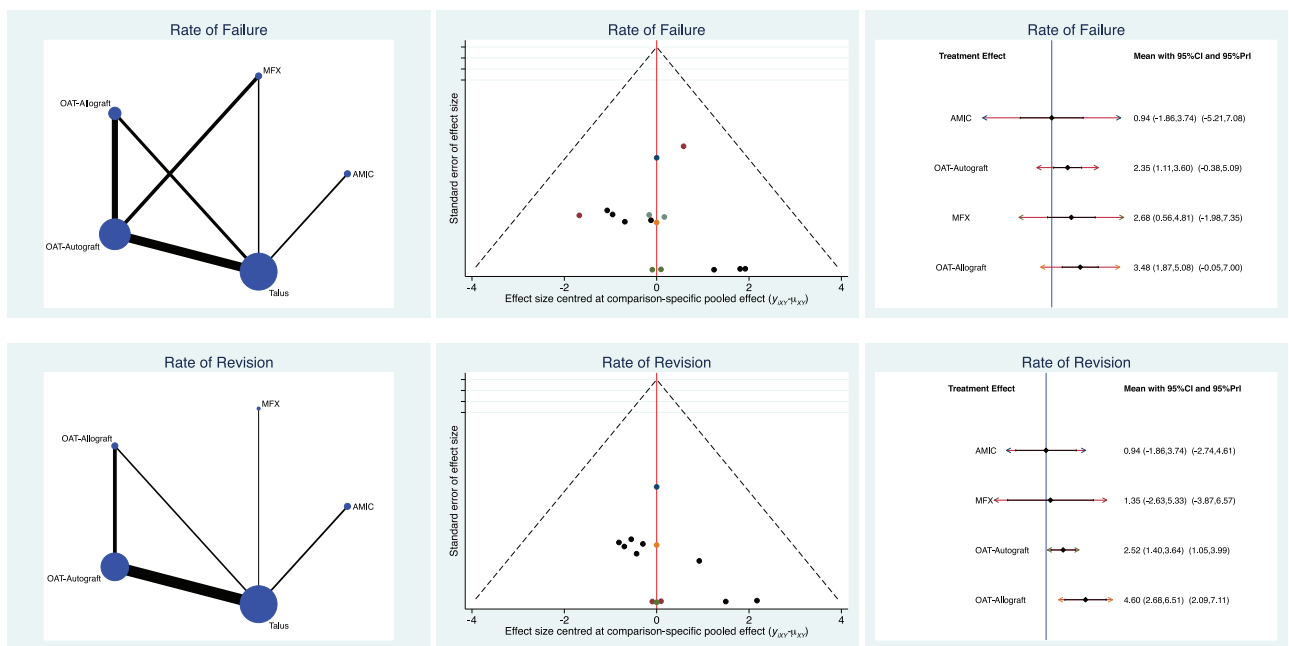 Rate of Failure
MFX
OAT-Allograft
AMIC
OAT-Autograft
Talus
Rate of Failure
Standard error of effect size
-4
-2
0
2
4
Effect size centred at comparison-specific pooled effect (yiXY-μXY)
Rate of Failure
Treatment Effect
Mean with 95%CI and 95%PrI
AMIC
0.94 (-1.86,3.74) (-5.21,7.08)
OAT-Autograft
2.35 (1.11,3.60) (-0.38,5.09)
MFX
2.68 (0.56,4.81) (-1.98,7.35)
OAT-Allograft
3.48 (1.87,5.08) (-0.05,7.00)
Rate of Revision
MFX
OAT-Allograft
AMIC
OAT-Autograft
Talus
Rate of Revision
Standard error of effect size
-4
-2
0
2
4
Effect size centred at comparison-specific pooled effect (yiXY-μXY)
Rate of Revision
Treatment Effect
Mean with 95%CI and 95%PrI
AMIC
0.94 (-1.86,3.74) (-2.74,4.61)
MFX
1.35 (-2.63,5.33) (-3.87,6.57)
OAT-Autograft
2.52 (1.40,3.64) (1.05,3.99)
OAT-Allograft
4.60 (2.68,6.51) (2.09,7.11)